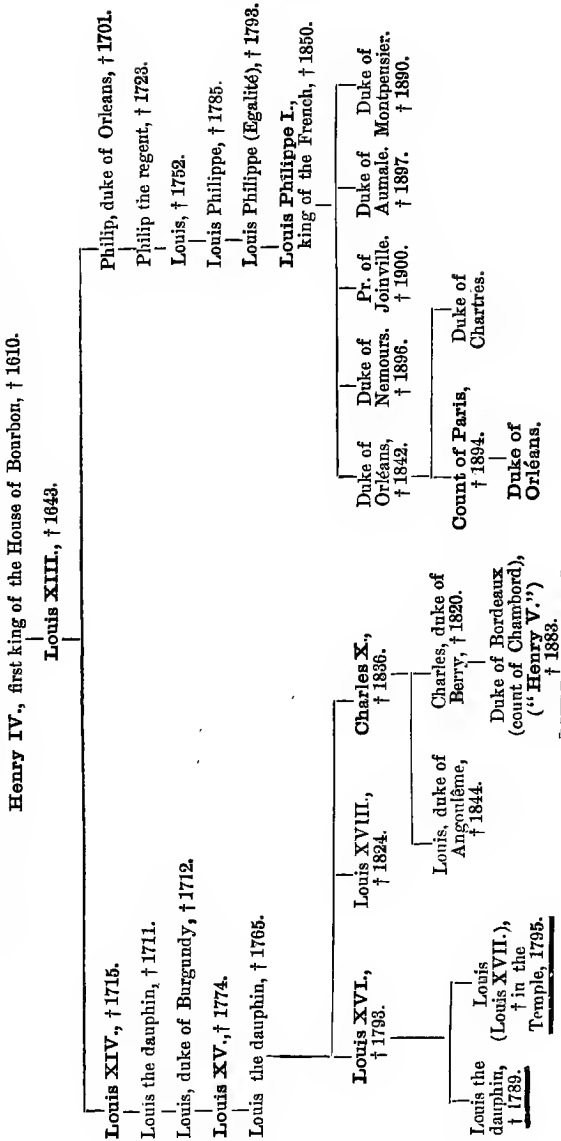 Henry IV., first king of the House of Bourbon, † 1610.
Louis XIII., † 1643.
Louis XIV., † 1715.
Louis the dauphin, † 1711.
Louis, duke of Burgundy, † 1712.
Louis XV., † 1774.
Louis the dauphin, † 1765.
Louis XVI.,
† 1793.
Louis the
dauphin,
† 1789.
Louis
(Louis XVII.),
† in the
Temple, 1795.
Louis XVIII.,
† 1824.
Charles X.,
† 1836.
Louis, duke of
Angoulême,
† 1844.
Charles, duke of
Berry, † 1820.
Duke of Bordeaux
(count of Chambord),
("Henry V.")
† 1883.
Philip, duke of Orleans, † 1701.
Philip the regent, † 1723.
Louis, † 1752.
Louis Philippe, † 1785.
Louis Philippe (Egalité), † 1793.
Louis Philippe I.,
king of the French, † 1850.
Duke of
Orléans,
† 1842.
Duke of
Nemours.
† 1896.
Pr. of
Joinville.
† 1900.
Duke of
Aumale.
† 1897.
Duke of
Montpensier.
† 1890.
Count of Paris,
† 1894.
Duke of
Chartres.
Duke of
Orléans.